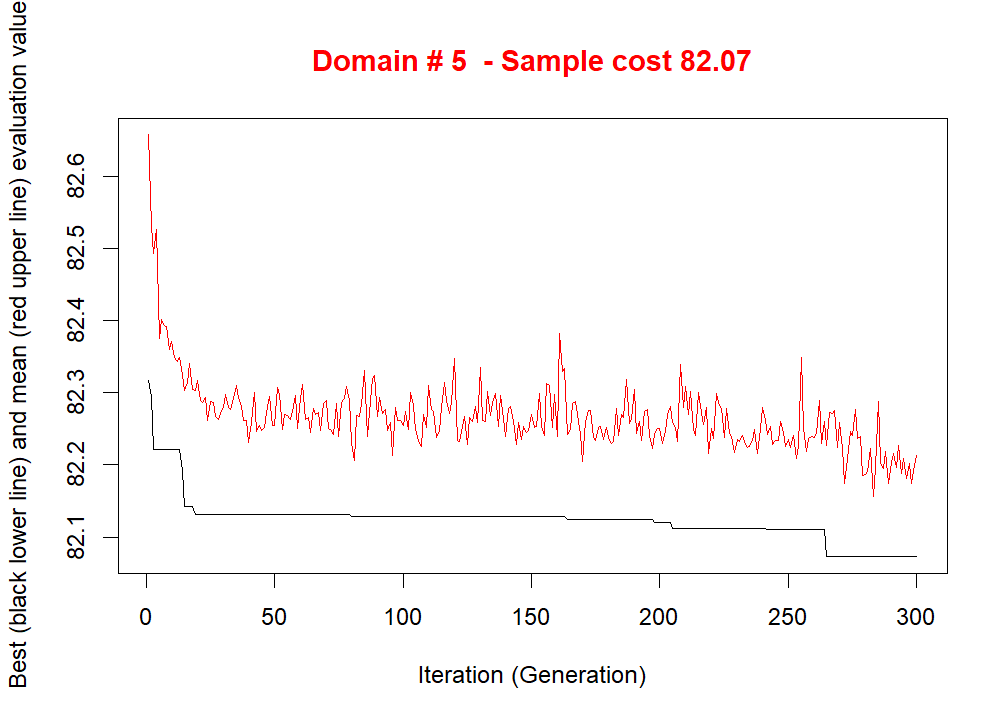 Domain # 5  - Sample cost 82.07
Best (black lower line) and mean (red upper line) evaluation value
82.6
82.5
82.4
82.3
82.2
82.1
0 50 100 150 200 250 300
Iteration (Generation)